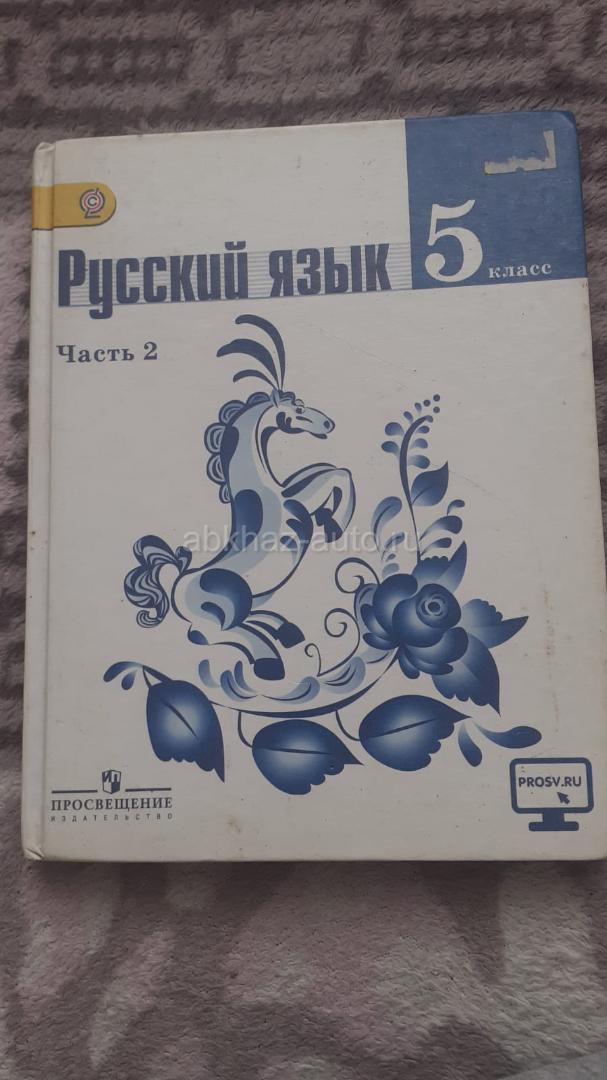 5
класс
Русский язык
Часть 2
abkhaz-auto.ru
PROSV.RU
ПРОСВЕЩЕНИЕ
ИЗДАТЕЛЬСТВО